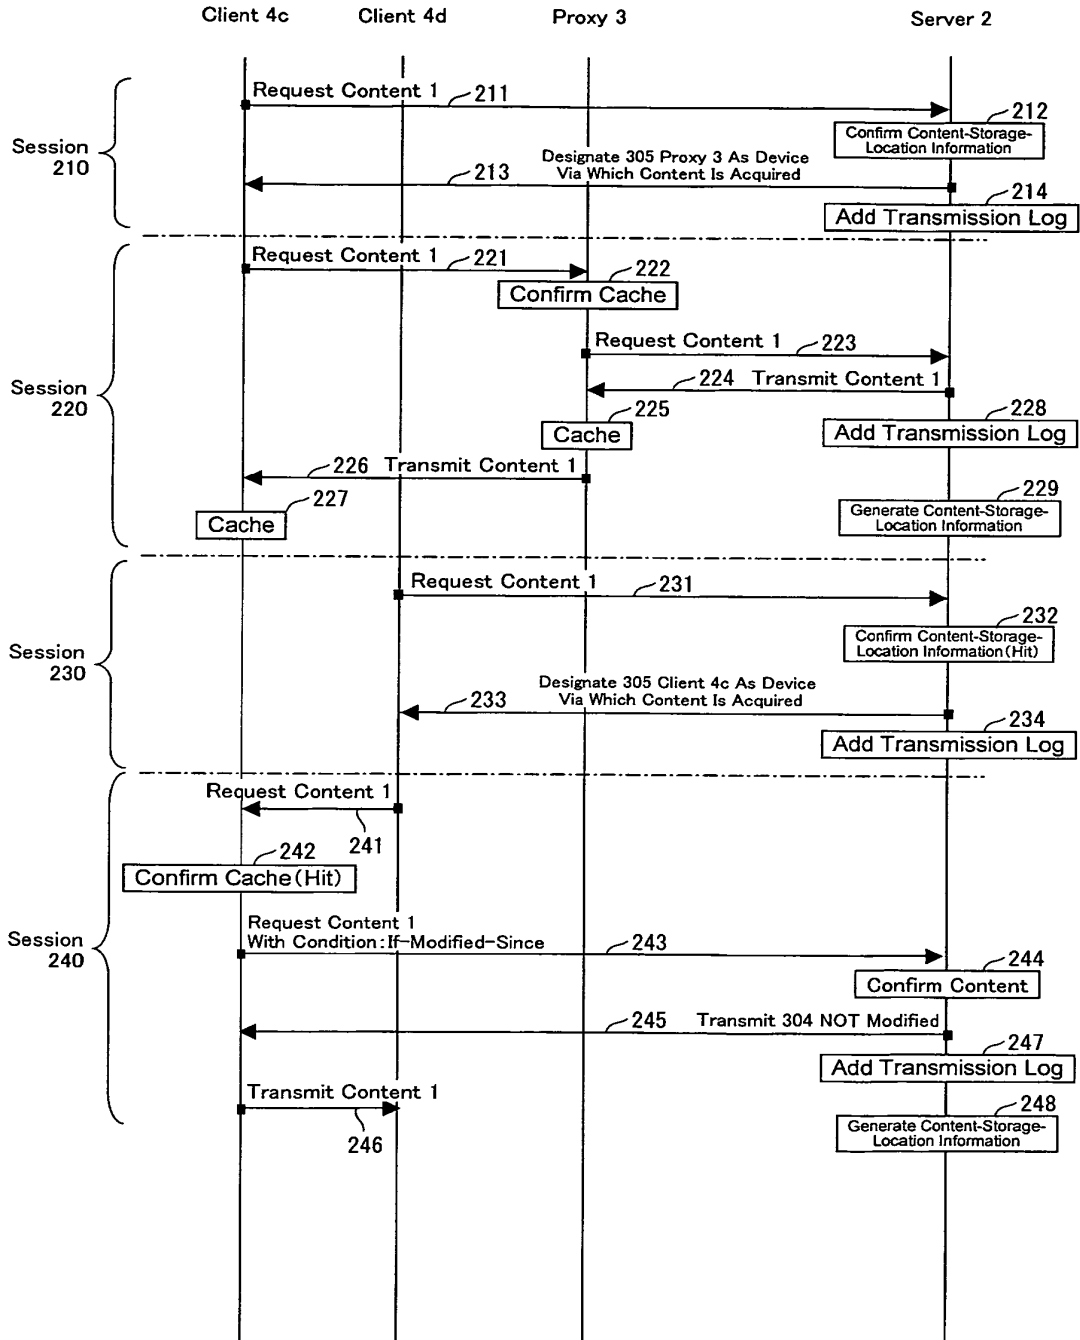 Client 4c
Client 4d
Proxy 3
Server 2
Request Content 1
211
212
Confirm Content-Storage-
Location Information
Session
210
Designate 305 Proxy 3 As Device
Via Which Content Is Acquired
213
214
Add Transmission Log
Request Content 1
221
222
Confirm Cache
Request Content 1
223
224
Transmit Content 1
Session
220
225
Cache
228
Add Transmission Log
226
Transmit Content 1
227
Cache
229
Generate Content-Storage-
Location Information
Request Content 1
231
232
Confirm Content-Storage-
Location Information(Hit)
Session
230
Designate 305 Client 4c As Device
Via Which Content Is Acquired
233
234
Add Transmission Log
Request Content 1
241
242
Confirm Cache(Hit)
Request Content 1
With Condition:If-Modified-Since
243
Session
240
244
Confirm Content
245
Transmit 304 NOT Modified
247
Add Transmission Log
Transmit Content 1
246
248
Generate Content-Storage-
Location Information